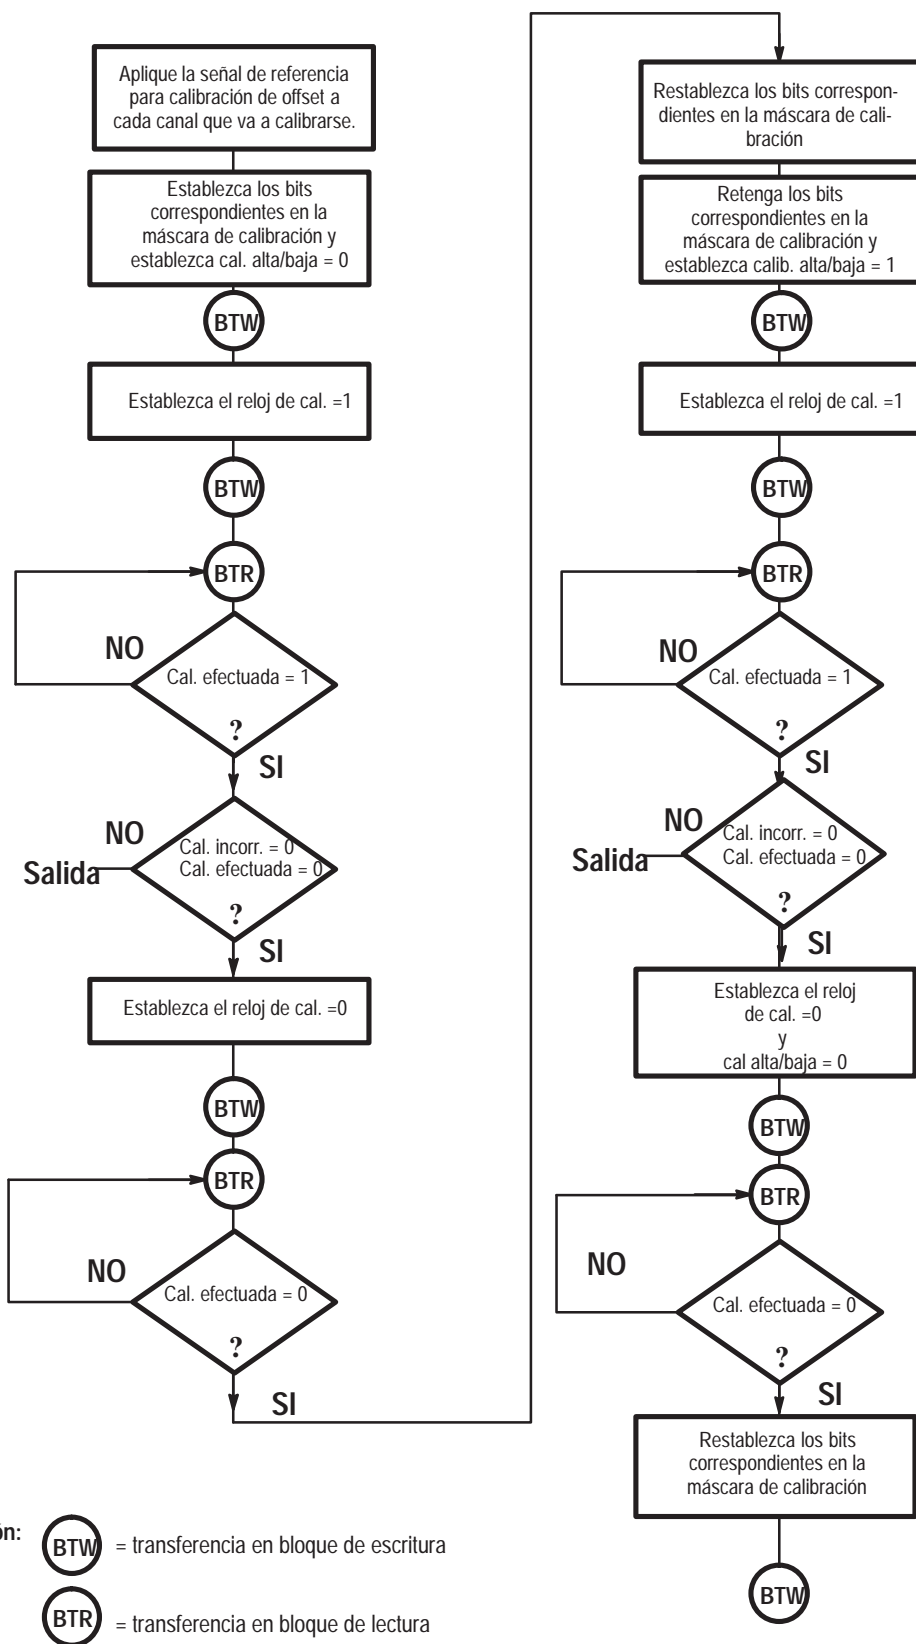 Aplique la señal de referencia
para calibración de offset a
cada canal que va a calibrarse.
Establezca los bits
correspondientes en la
máscara de calibración y
establezca cal. alta/baja = 0
BTW
Establezca el reloj de cal. =1
BTW
BTR
NO
Cal. efectuada = 1
?
SI
NO
Cal. incorr. = 0
Cal. efectuada = 0
Salida
?
SI
Establezca el reloj de cal. =0
BTW
BTR
NO
Cal. efectuada = 0
?
SI
Restablezca los bits correspon-
dientes en la máscara de cali-
bración
Retenga los bits
correspondientes en la
máscara de calibración y
establezca calib. alta/baja = 1
BTW
Establezca el reloj de cal. =1
BTW
BTR
NO
Cal. efectuada = 1
?
SI
NO
Cal. incorr. = 0
Cal. efectuada = 0
Salida
?
SI
Establezca el reloj
de cal. =0
y
cal alta/baja = 0
BTW
BTR
NO
Cal. efectuada = 0
?
SI
Restablezca los bits
correspondientes en la
máscara de calibración
BTW
ón:
BTW = transferencia en bloque de escritura
BTR = transferencia en bloque de lectura